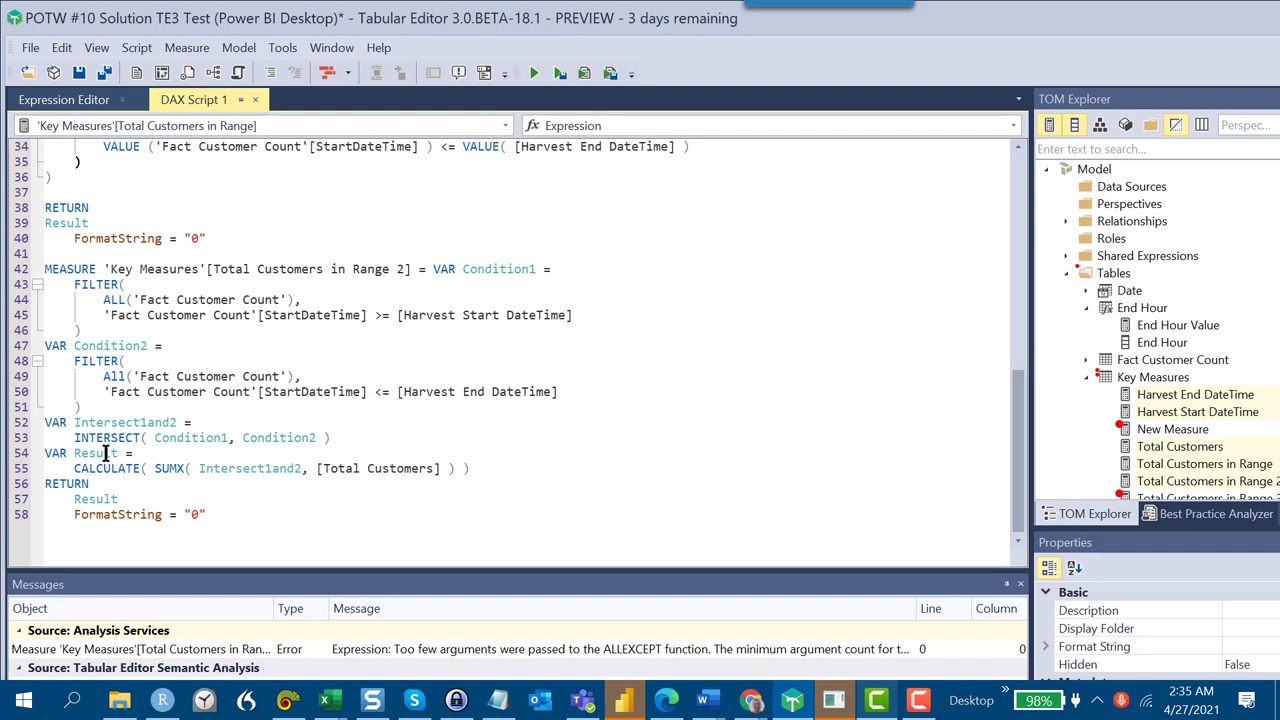 POTW #10 Solution TE3 Test (Power BI Desktop)* - Tabular Editor 3.0.BETA-18.1 - PREVIEW - 3 days remaining
File Edit View Script Measure Model Tools Window Help
Expression Editor DAX Script 1
'Key Measures'[Total Customers in Range] Expression
34 VALUE ('Fact Customer Count'[StartDateTime] ) <= VALUE( [Harvest End DateTime] )
35 )
36 )
37
38 RETURN
39 Result
40 FormatString = "0"
41
42 MEASURE 'Key Measures'[Total Customers in Range 2] = VAR Condition1 =
43 FILTER(
44 ALL('Fact Customer Count'),
45 'Fact Customer Count'[StartDateTime] >= [Harvest Start DateTime]
46 )
47 VAR Condition2 =
48 FILTER(
49 All('Fact Customer Count'),
50 'Fact Customer Count'[StartDateTime] <= [Harvest End DateTime]
51 )
52 VAR Intersect1and2 =
53 INTERSECT( Condition1, Condition2 )
54 VAR Result =
55 CALCULATE( SUMX( Intersect1and2, [Total Customers] ) )
56 RETURN
57 Result
58 FormatString = "0"
TOM Explorer
Perspec...
Enter text to search...
Model
Data Sources
Perspectives
Relationships
Roles
Shared Expressions
Tables
Date
End Hour
End Hour Value
End Hour
Fact Customer Count
Key Measures
Harvest End DateTime
Harvest Start DateTime
New Measure
Total Customers
Total Customers in Range
Total Customers in Range 2
Total Customers in Range
TOM Explorer Best Practice Analyzer
Properties
Basic
Description
Display Folder
Format String
Hidden False
Messages
Object Type Message Line Column
Source: Analysis Services
Measure 'Key Measures'[Total Customers in Ran... Error Expression: Too few arguments were passed to the ALLEXCEPT function. The minimum argument count for t... 0 0
Source: Tabular Editor Semantic Analysis
Desktop
98%
2:35 AM
4/27/2021